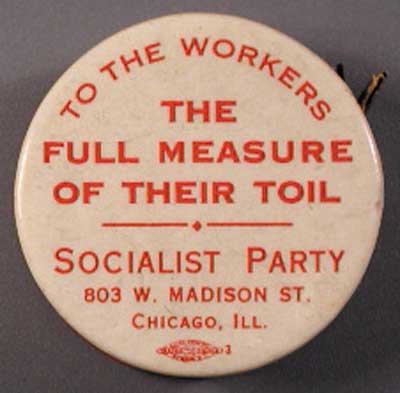 TO THE WORKERS
THE
FULL MEASURE
OF THEIR TOIL
SOCIALIST PARTY
803 W. MADISON ST.
CHICAGO, ILL.